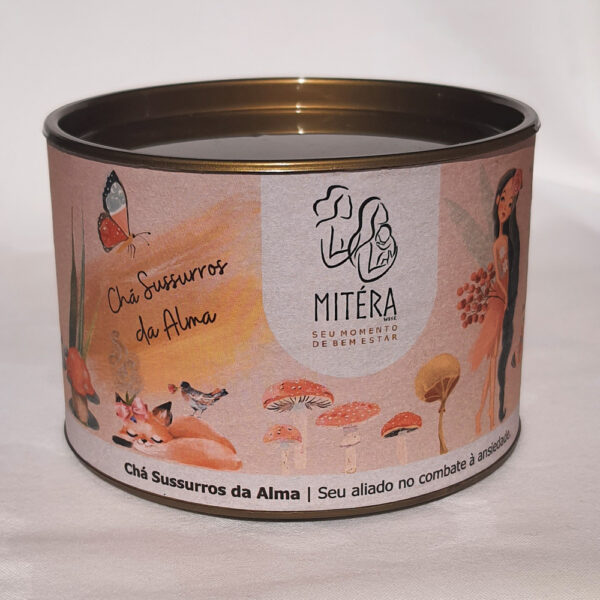 Chá Sussurros
da Alma
MITÉRA
SEU MOMENTO
DE BEM ESTAR
Chá Sussurros da Alma | Seu aliado no combate à ansiedade.